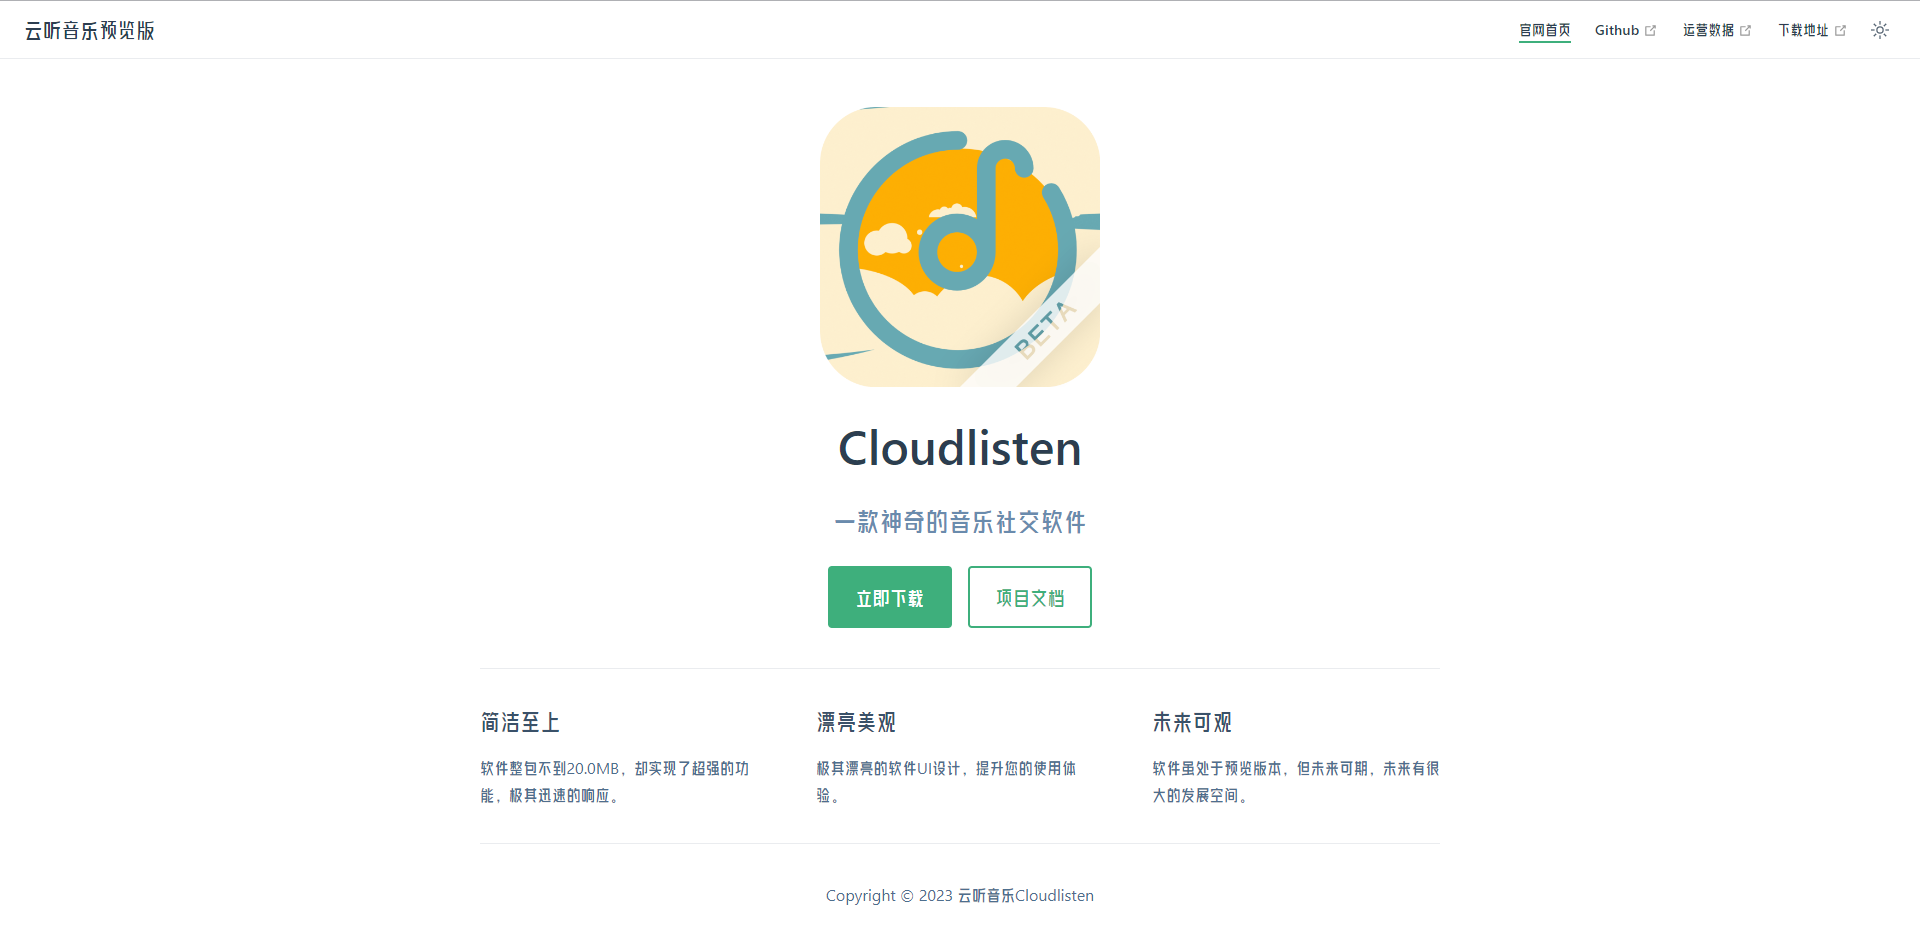 云听音乐预览版
官网首页 Github 运营数据 下载地址
BETA
Cloudlisten
一款神奇的音乐社交软件
立即下载 项目文档
简洁至上
软件整包不到20.0MB，却实现了超强的功
能，极其迅速的响应。
漂亮美观
极其漂亮的软件UI设计，提升您的使用体
验。
未来可观
软件虽处于预览版本，但未来可期，未来有很
大的发展空间。
Copyright © 2023 云听音乐Cloudlisten